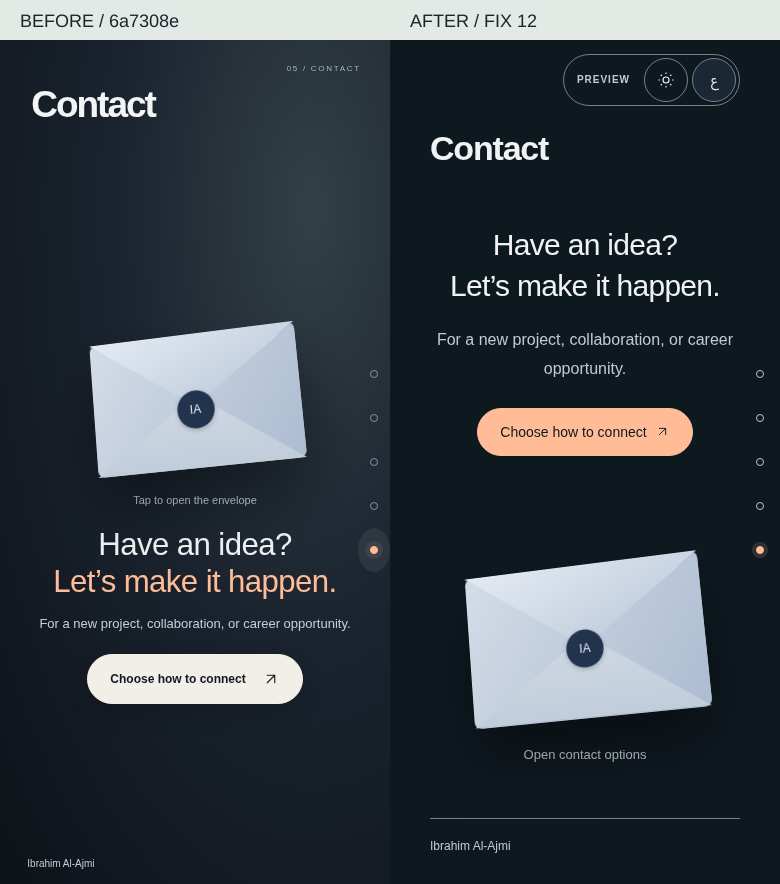 BEFORE / 6a7308e
05 / CONTACT
Contact
IA
Tap to open the envelope
Have an idea?
Let’s make it happen.
For a new project, collaboration, or career opportunity.
Choose how to connect
Ibrahim Al-Ajmi
AFTER / FIX 12
PREVIEW
ع
Contact
Have an idea?
Let’s make it happen.
For a new project, collaboration, or career
opportunity.
Choose how to connect
IA
Open contact options
Ibrahim Al-Ajmi